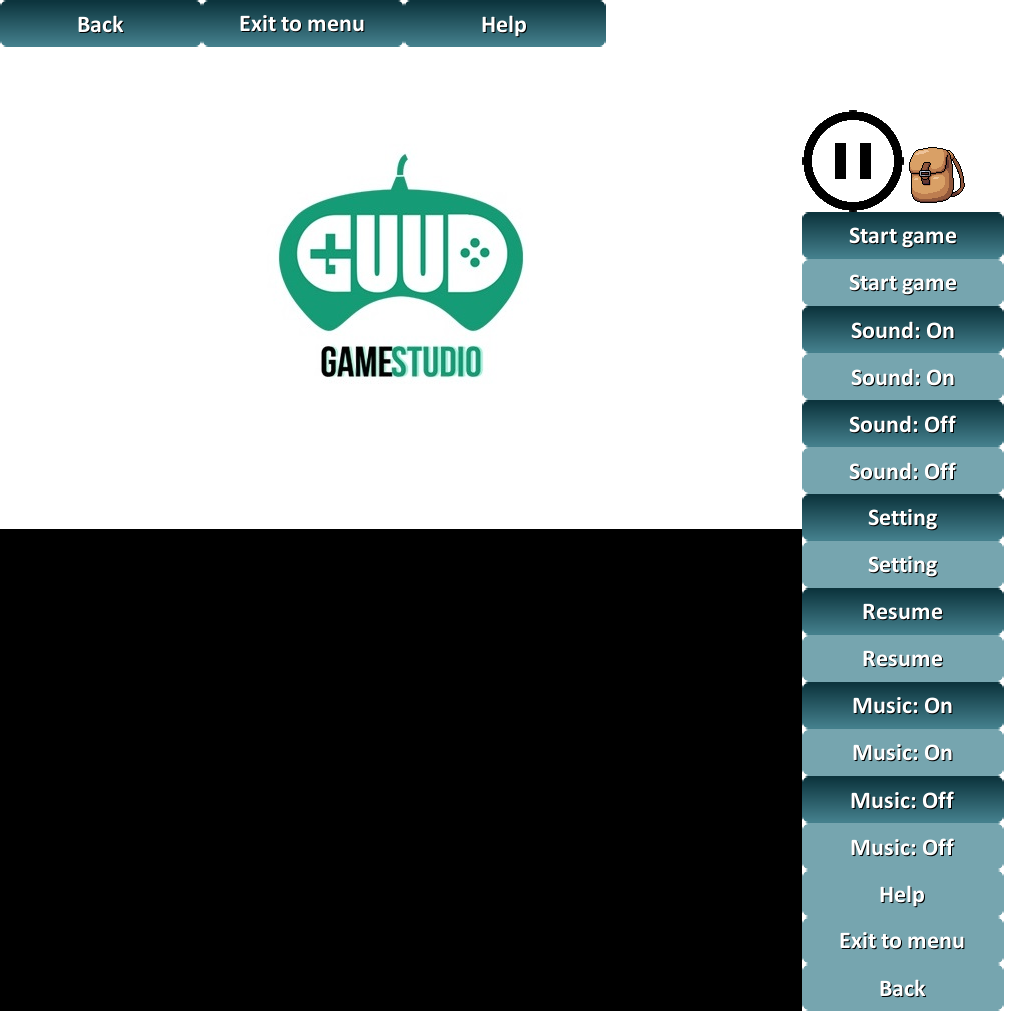 Back
Exit to menu
Help
GUUD
GAMESTUDIO
Start game
Start game
Sound: On
Sound: On
Sound: Off
Sound: Off
Setting
Setting
Resume
Resume
Music: On
Music: On
Music: Off
Music: Off
Help
Exit to menu
Back